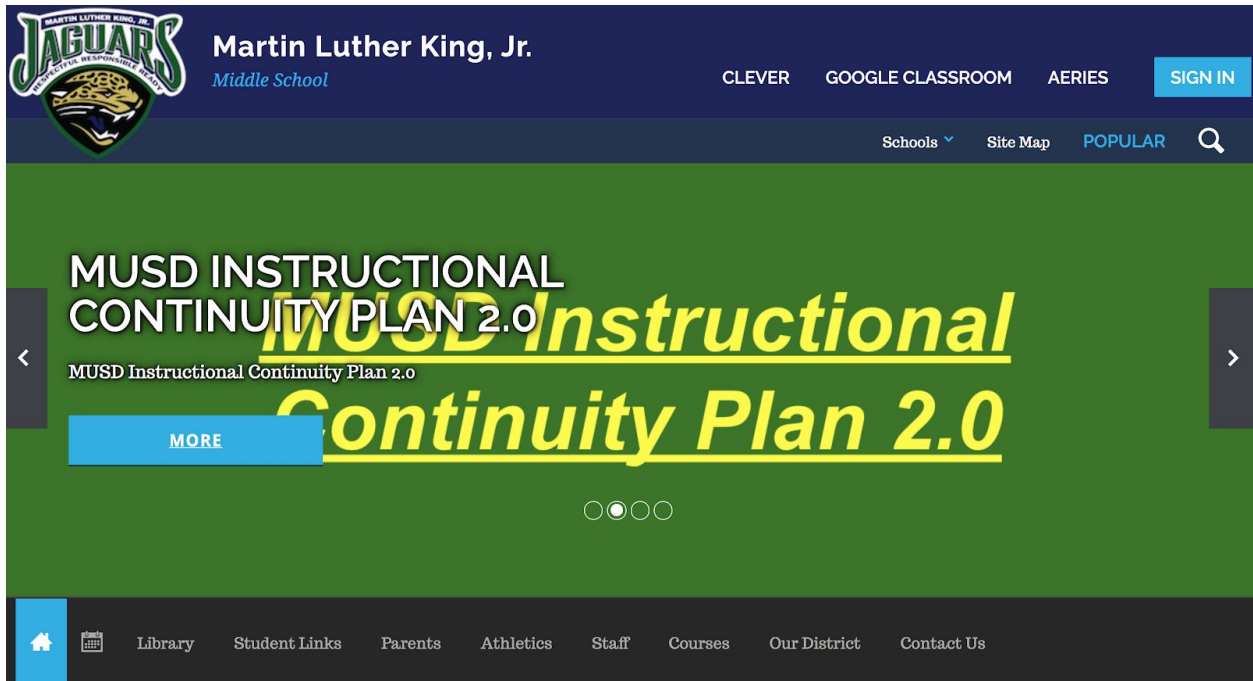 MARTIN LUTHER KING, JR.
JAGUARS
RESPECTFUL RESPONSIBLE READY
Martin Luther King, Jr.
Middle School
CLEVER GOOGLE CLASSROOM AERIES SIGN IN
Schools Site Map POPULAR
MUSD INSTRUCTIONAL
CONTINUITY PLAN 2.0
MUSD Instructional Continuity Plan 2.0
MORE
MUSD Instructional
Continuity Plan 2.0
Library Student Links Parents Athletics Staff Courses Our District Contact Us